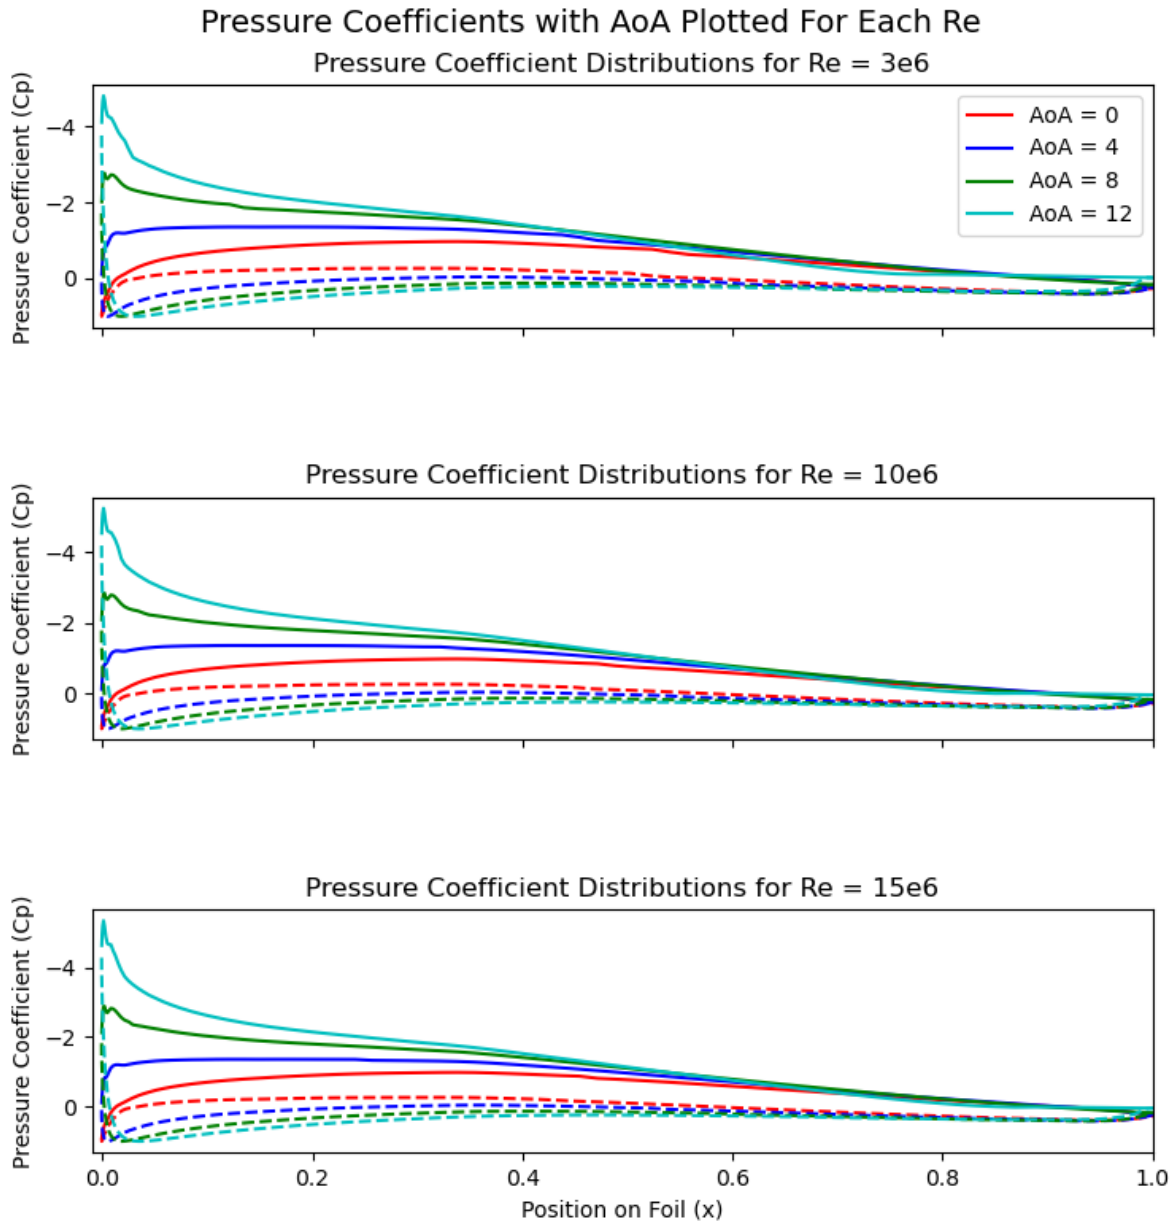 Pressure Coefficients with AoA Plotted For Each Re
Pressure Coefficient Distributions for Re = 3e6
Pressure Coefficient (Cp)
−4
−2
0
AoA = 0
AoA = 4
AoA = 8
AoA = 12
Pressure Coefficient Distributions for Re = 10e6
Pressure Coefficient (Cp)
−4
−2
0
Pressure Coefficient Distributions for Re = 15e6
Pressure Coefficient (Cp)
−4
−2
0
0.0 0.2 0.4 0.6 0.8 1.0
Position on Foil (x)